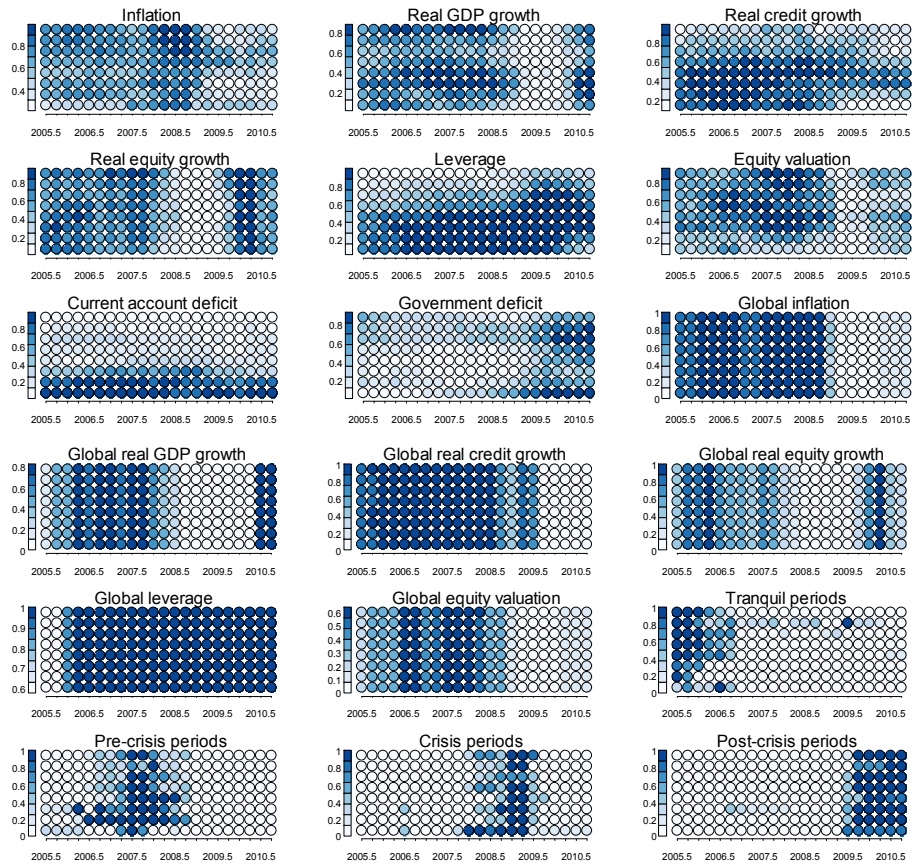 Inflation Real GDP growth Real credit growth
0.8 0.6 0.4
0.8 0.6 0.4 0.2
0.8 0.6 0.4 0.2
2005.5 2006.5 2007.5 2008.5 2009.5 2010.5
2005.5 2006.5 2007.5 2008.5 2009.5 2010.5
2005.5 2006.5 2007.5 2008.5 2009.5 2010.5
Real equity growth Leverage Equity valuation
0.8 0.6 0.4 0.2
0.8 0.6 0.4 0.2
0.8 0.6 0.4 0.2
2005.5 2006.5 2007.5 2008.5 2009.5 2010.5
2005.5 2006.5 2007.5 2008.5 2009.5 2010.5
2005.5 2006.5 2007.5 2008.5 2009.5 2010.5
Current account deficit Government deficit Global inflation
0.8 0.6 0.4 0.2
0.8 0.6 0.4 0.2
1 0.8 0.6 0.4 0.2 0
2005.5 2006.5 2007.5 2008.5 2009.5 2010.5
2005.5 2006.5 2007.5 2008.5 2009.5 2010.5
2005.5 2006.5 2007.5 2008.5 2009.5 2010.5
Global real GDP growth Global real credit growth Global real equity growth
0.8 0.6 0.4 0.2 0
1 0.8 0.6 0.4 0.2 0
1 0.8 0.6 0.4 0.2 0
2005.5 2006.5 2007.5 2008.5 2009.5 2010.5
2005.5 2006.5 2007.5 2008.5 2009.5 2010.5
2005.5 2006.5 2007.5 2008.5 2009.5 2010.5
Global leverage Global equity valuation Tranquil periods
1 0.9 0.8 0.7 0.6
0.6 0.5 0.4 0.3 0.2 0.1 0
1 0.8 0.6 0.4 0.2 0
2005.5 2006.5 2007.5 2008.5 2009.5 2010.5
2005.5 2006.5 2007.5 2008.5 2009.5 2010.5
2005.5 2006.5 2007.5 2008.5 2009.5 2010.5
Pre-crisis periods Crisis periods Post-crisis periods
1 0.8 0.6 0.4 0.2 0
1 0.8 0.6 0.4 0.2 0
1 0.8 0.6 0.4 0.2 0
2005.5 2006.5 2007.5 2008.5 2009.5 2010.5
2005.5 2006.5 2007.5 2008.5 2009.5 2010.5
2005.5 2006.5 2007.5 2008.5 2009.5 2010.5